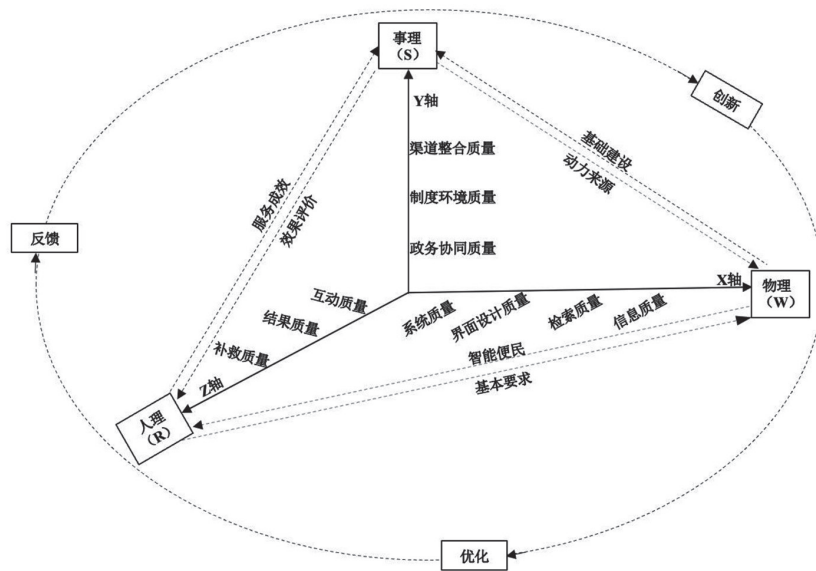 事理
（S）
Y轴
创新
渠道整合质量
基础建设
动力来源
制度环境质量
服务成效
效果评价
反馈
政务协同质量
X轴
物理
（W）
互动质量
系统质量
界面设计质量
检索质量
信息质量
结果质量
补救质量
智能便民
基本要求
Z轴
人理
（R）
优化